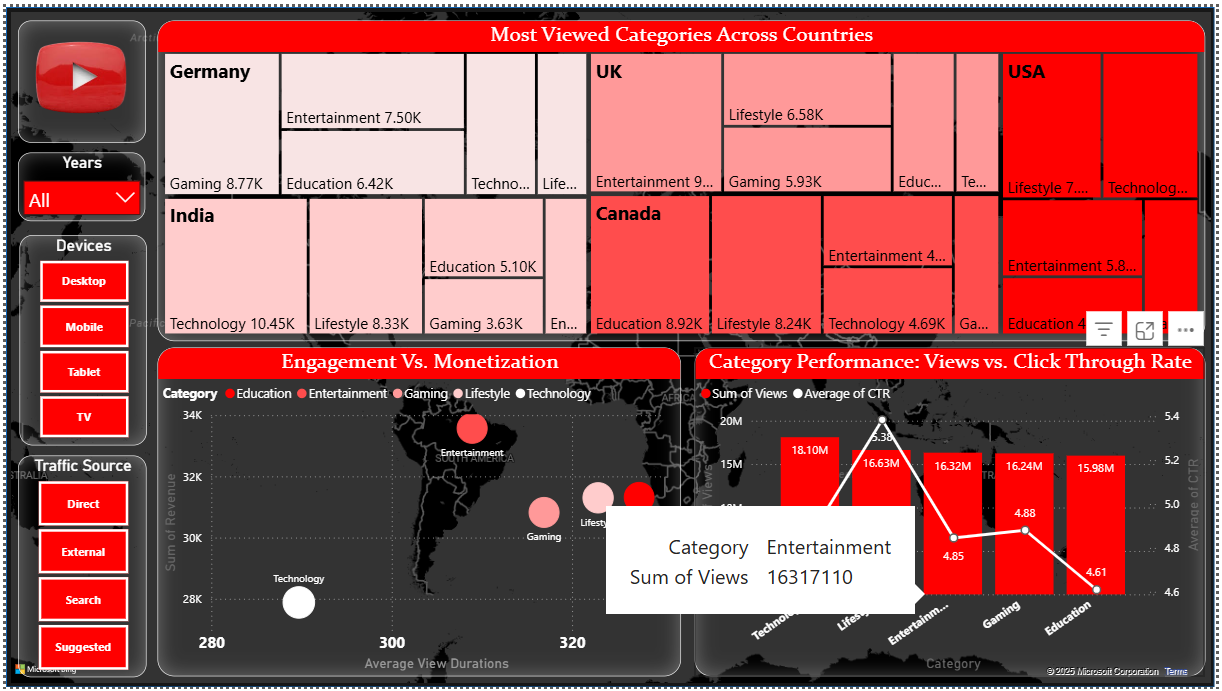 Most Viewed Categories Across Countries
Germany
Entertainment 7.50K
Gaming 8.77K
Education 6.42K
Techno...
Life...
UK
Lifestyle 6.58K
Entertainment 9...
Gaming 5.93K
Educ...
Te...
USA
Lifestyle 7....
Technolog...
India
Education 5.10K
Technology 10.45K
Lifestyle 8.33K
Gaming 3.63K
En...
Canada
Entertainment 4...
Education 8.92K
Lifestyle 8.24K
Technology 4.69K
Ga...
Entertainment 5.8...
Education 4
Years
All
Devices
Desktop
Mobile
Tablet
TV
Traffic Source
Direct
External
Search
Suggested
Microsoft Bing
Engagement Vs. Monetization
Category Education Entertainment Gaming Lifestyle Technology
34K
32K
30K
28K
Sum of Revenue
Entertainment
SOUTH AMERICA
Gaming
Lifesty
Technology
280
300
320
Average View Durations
Category Performance: Views vs. Click Through Rate
Sum of Views Average of CTR
AFRICA
20M
15M
Views
18.10M
16.63M
16.32M
16.24M
15.98M
5.38
4.85
4.88
4.61
5.4
5.2
5.0
4.8
4.6
Average of CTR
Category Entertainment
Sum of Views 16317110
Technolo
Lifesty
Entertainm...
Gaming
Education
Category
© 2025 Microsoft Corporation Terms